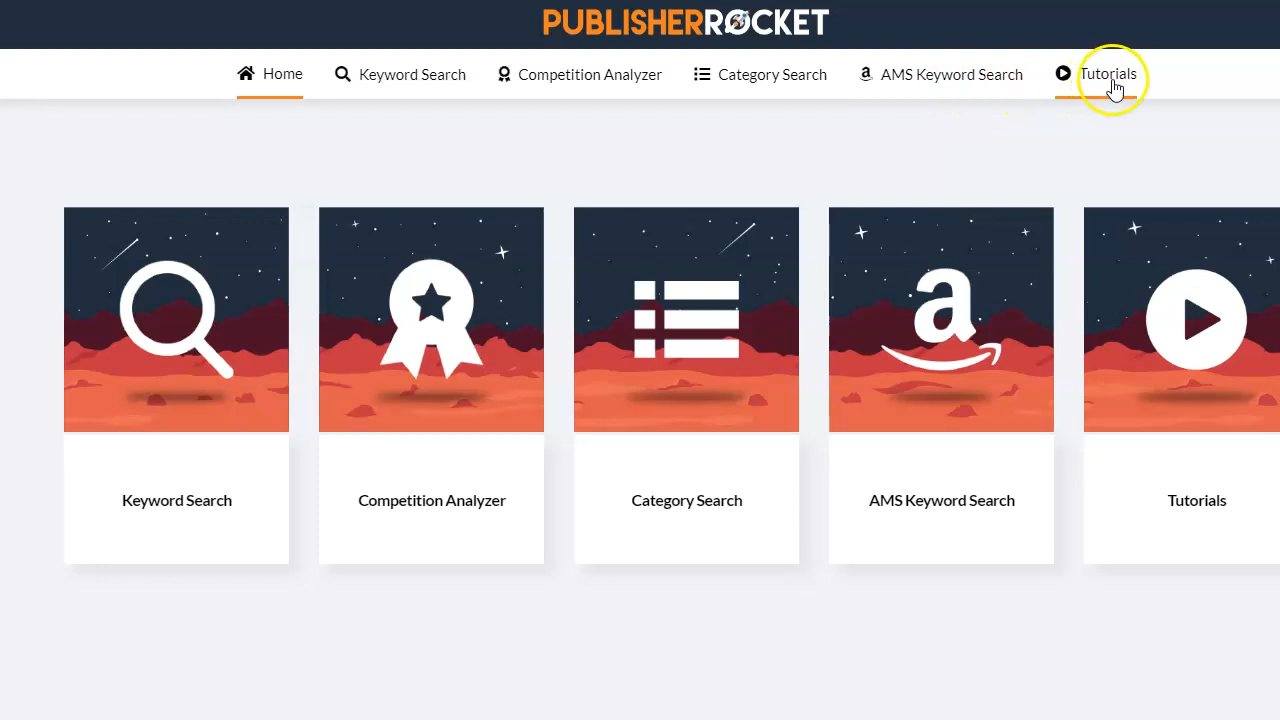 PUBLISHERROCKET
Home Keyword Search Competition Analyzer Category Search AMS Keyword Search Tutorials
Keyword Search Competition Analyzer Category Search AMS Keyword Search Tutorials